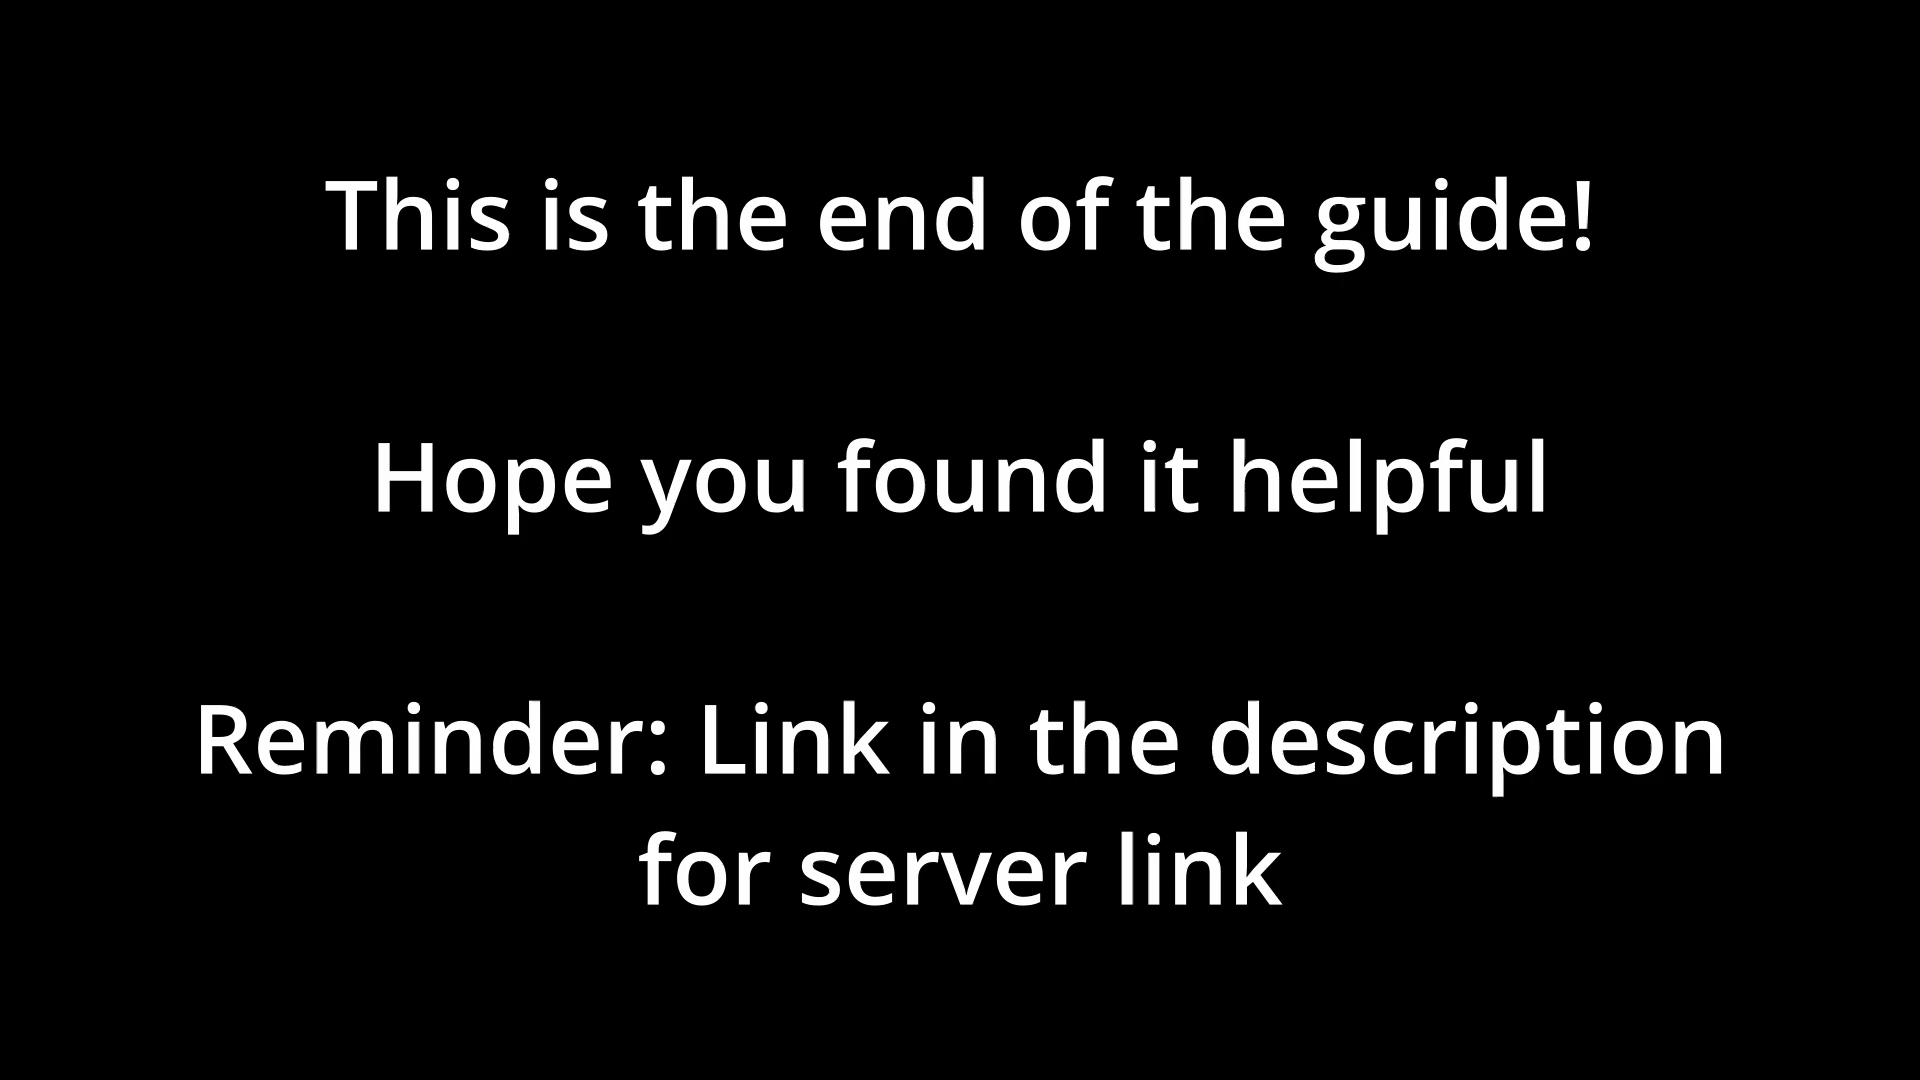 This is the end of the guide!
Hope you found it helpful
Reminder: Link in the description
for server link